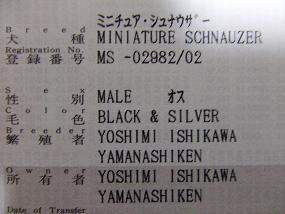 ミニチュア・シュナウザー
Breed
犬種 MINIATURE SCHNAUZER
Registration No.
登録番号 MS -02982/02
Sex
性別 MALE オス
Color
毛色 BLACK & SILVER
Breeder
繁殖者 YOSHIMI ISHIKAWA
YAMANASHIKEN
Owner
所有者 YOSHIMI ISHIKAWA
YAMANASHIKEN
Date of Transfer